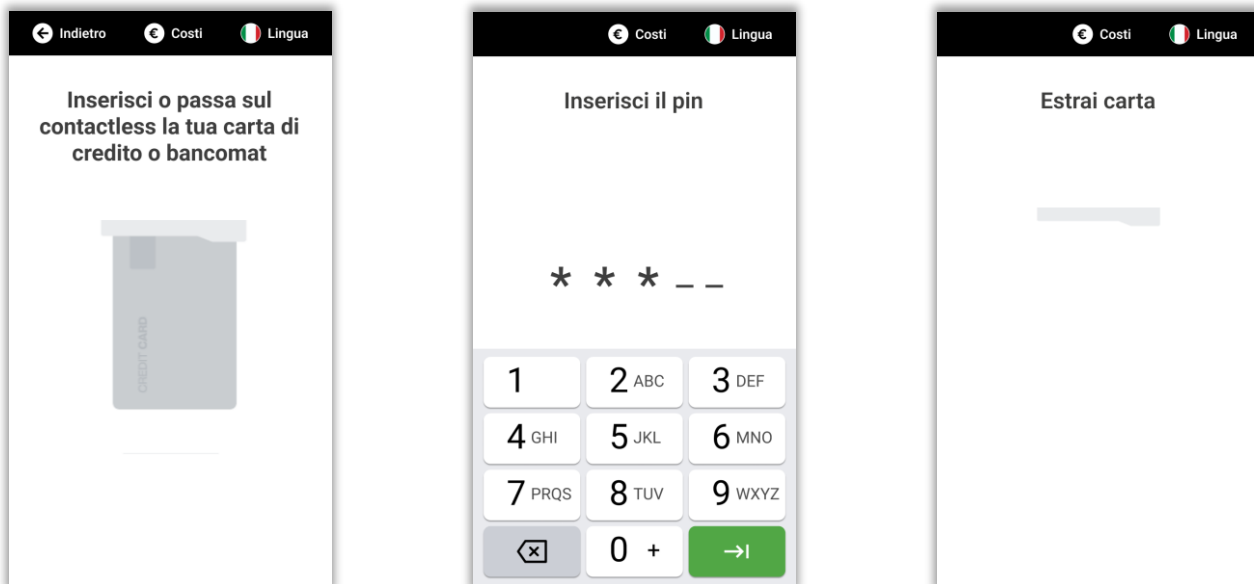 Indietro € Costi Lingua
Inserisci o passa sul
contactless la tua carta di
credito o bancomat
CREDIT CARD
€ Costi Lingua
Inserisci il pin
* * * _ _
1 2 ABC 3 DEF
4 GHI 5 JKL 6 MNO
7 PRQS 8 TUV 9 WXYZ
0 +
€ Costi Lingua
Estrai carta